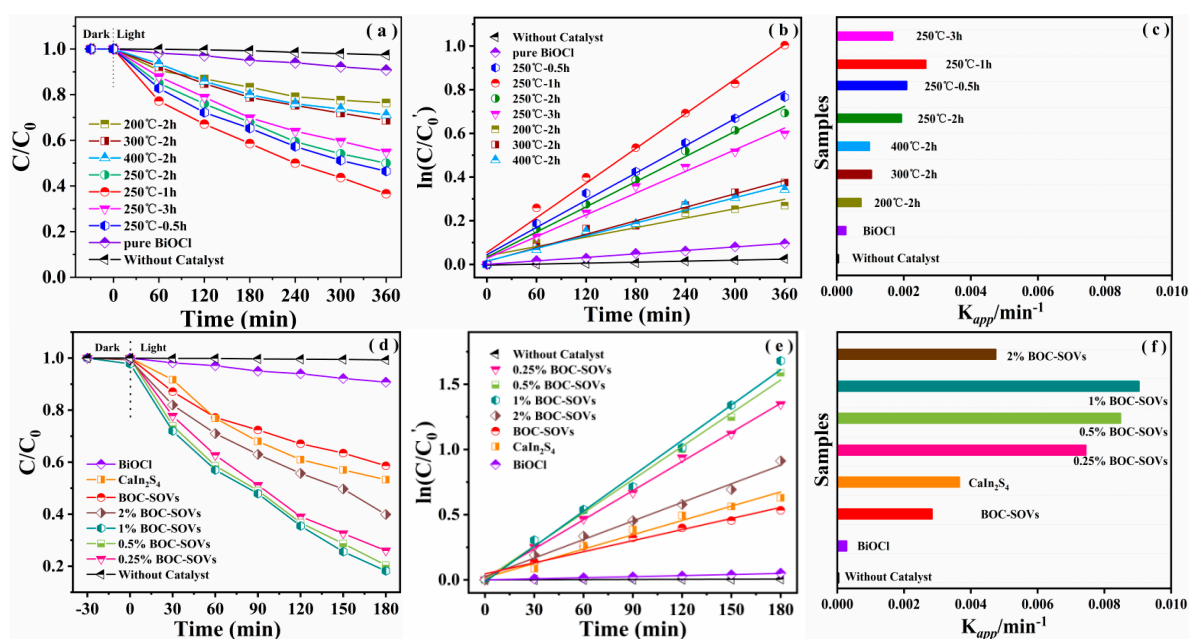 ( a )
Dark
Light
C/C0
1.0
0.8
0.6
0.4
0.2
0.0
200℃-2h
300℃-2h
400℃-2h
250℃-2h
250℃-1h
250℃-3h
250℃-0.5h
pure BiOCl
Without Catalyst
0 60 120 180 240 300 360
Time (min)
( b )
ln(C/C0')
1.0
0.8
0.6
0.4
0.2
0.0
Without Catalyst
pure BiOCl
250℃-0.5h
250℃-1h
250℃-2h
250℃-3h
200℃-2h
300℃-2h
400℃-2h
0 60 120 180 240 300 360
Time (min)
( c )
Samples
250℃-3h
250℃-1h
250℃-0.5h
250℃-2h
400℃-2h
300℃-2h
200℃-2h
BiOCl
Without Catalyst
0.000 0.002 0.004 0.006 0.008 0.010
Kapp/min-1
( d )
Dark
Light
C/C0
1.0
0.8
0.6
0.4
0.2
BiOCl
CaIn2S4
BOC-SOVs
2% BOC-SOVs
1% BOC-SOVs
0.5% BOC-SOVs
0.25% BOC-SOVs
Without Catalyst
-30 0 30 60 90 120 150 180
Time (min)
( e )
ln(C/C0')
1.5
1.0
0.5
0.0
Without Catalyst
0.25% BOC-SOVs
0.5% BOC-SOVs
1% BOC-SOVs
2% BOC-SOVs
BOC-SOVs
CaIn2S4
BiOCl
0 30 60 90 120 150 180
Time (min)
( f )
Samples
2% BOC-SOVs
1% BOC-SOVs
0.5% BOC-SOVs
0.25% BOC-SOVs
CaIn2S4
BOC-SOVs
BiOCl
Without Catalyst
0.000 0.002 0.004 0.006 0.008 0.010
Kapp/min-1